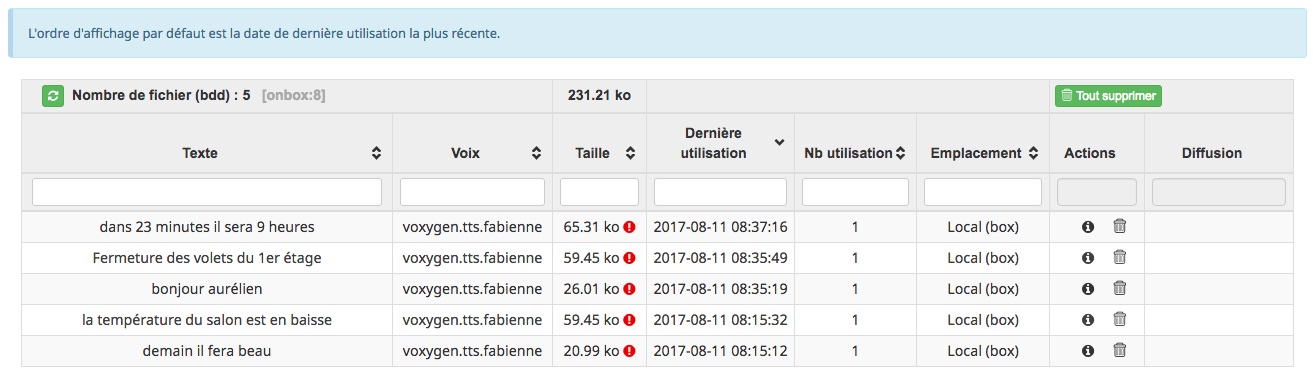 L'ordre d'affichage par défaut est la date de dernière utilisation la plus récente.
Nombre de fichier (bdd) : 5 [onbox:8] 231.21 ko Tout supprimer
Texte Voix Taille Dernière utilisation Nb utilisation Emplacement Actions Diffusion
dans 23 minutes il sera 9 heures voxygen.tts.fabienne 65.31 ko 2017-08-11 08:37:16 1 Local (box)
Fermeture des volets du 1er étage voxygen.tts.fabienne 59.45 ko 2017-08-11 08:35:49 1 Local (box)
bonjour aurélien voxygen.tts.fabienne 26.01 ko 2017-08-11 08:35:19 1 Local (box)
la température du salon est en baisse voxygen.tts.fabienne 59.45 ko 2017-08-11 08:15:32 1 Local (box)
demain il fera beau voxygen.tts.fabienne 20.99 ko 2017-08-11 08:15:12 1 Local (box)